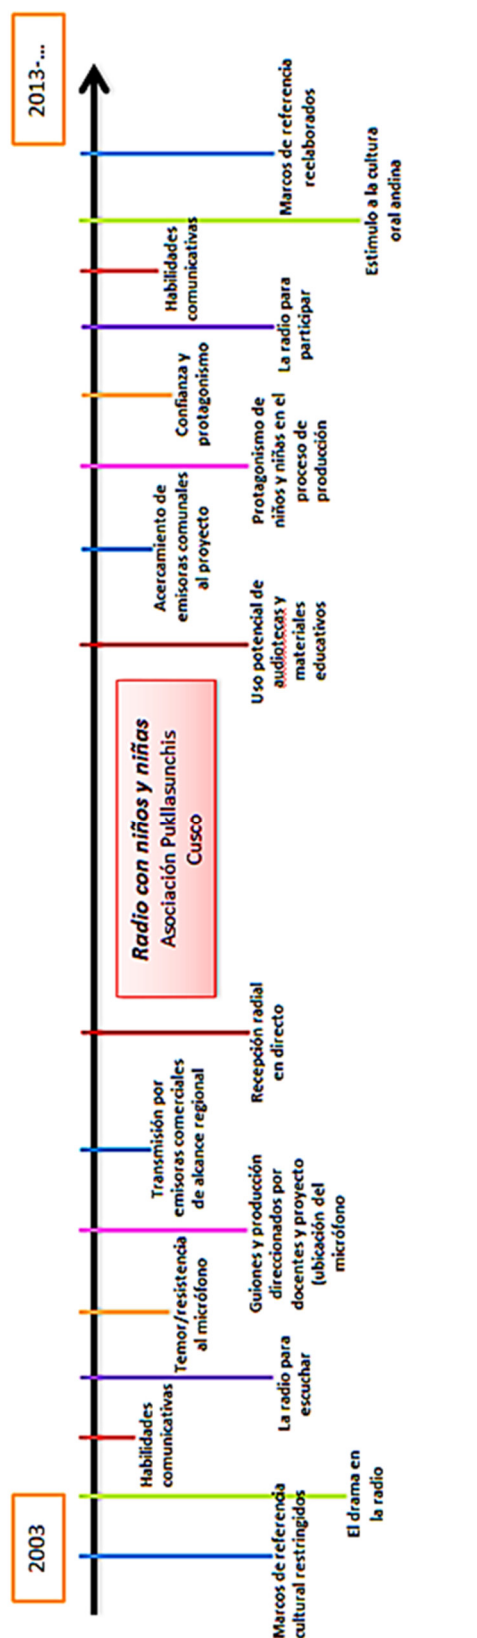 2003
2013-...
Marcos de referencia
cultural restringidos
El drama en
la radio
Habilidades
comunicativas
La radio para
escuchar
Temor/resistencia
al micrófono
Guiones y producción
direccionados por
docentes y proyecto
(ubicación del
micrófono
Transmisión por
emisoras comerciales
de alcance regional
Recepción radial
en directo
Radio con niños y niñas
Asociación Pukllasunchis
Cusco
Uso potencial de
audiotecas y
materiales
educativos
Acercamiento de
emisoras comunales
al proyecto
Protagonismo de
niños y niñas en el
proceso de
producción
Confianza y
protagonismo
La radio para
participar
Habilidades
comunicativas
Estimulo a la cultura
oral andina
Marcos de referencia
reelaborados